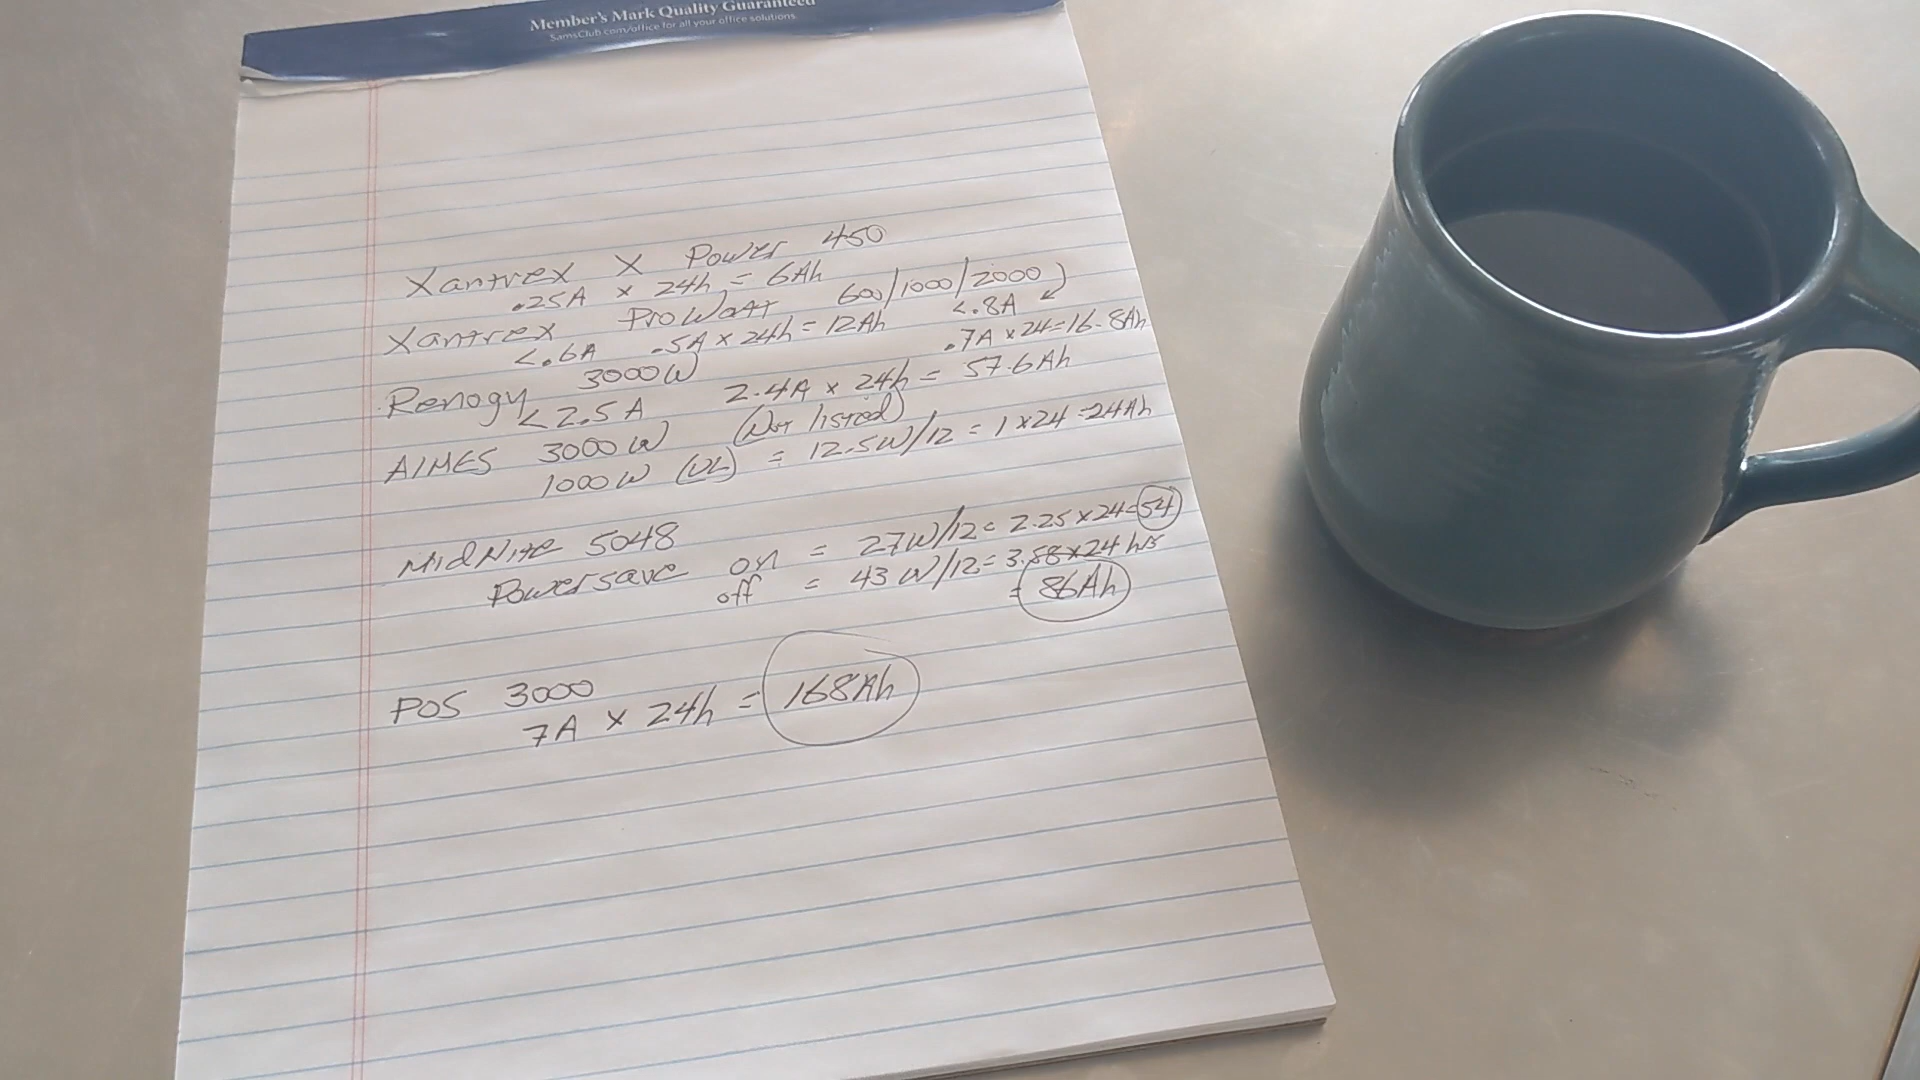 Member's Mark Quality Guaranteed
SamsClub.com/office for all your office solutions.
Xantrex X Power 450
.25A x 24h = 6Ah
Xantrex ProWatt 600/1000/2000
<.6A .5A x 24h = 12Ah <.8A
.7A x 24 = 16.8Ah
Renogy 3000W
<2.5A 2.4A x 24h = 57.6Ah
AIMES 3000W (Not listed)
1000W (UL) = 12.5W/12 = 1 x 24 = 24Ah
MidNite 5048
Powersave on = 27W/12 = 2.25 x 24 = 54
off = 43W/12 = 3.58 x 24 hrs
= 86Ah
POS 3000
7A x 24h = 168Ah